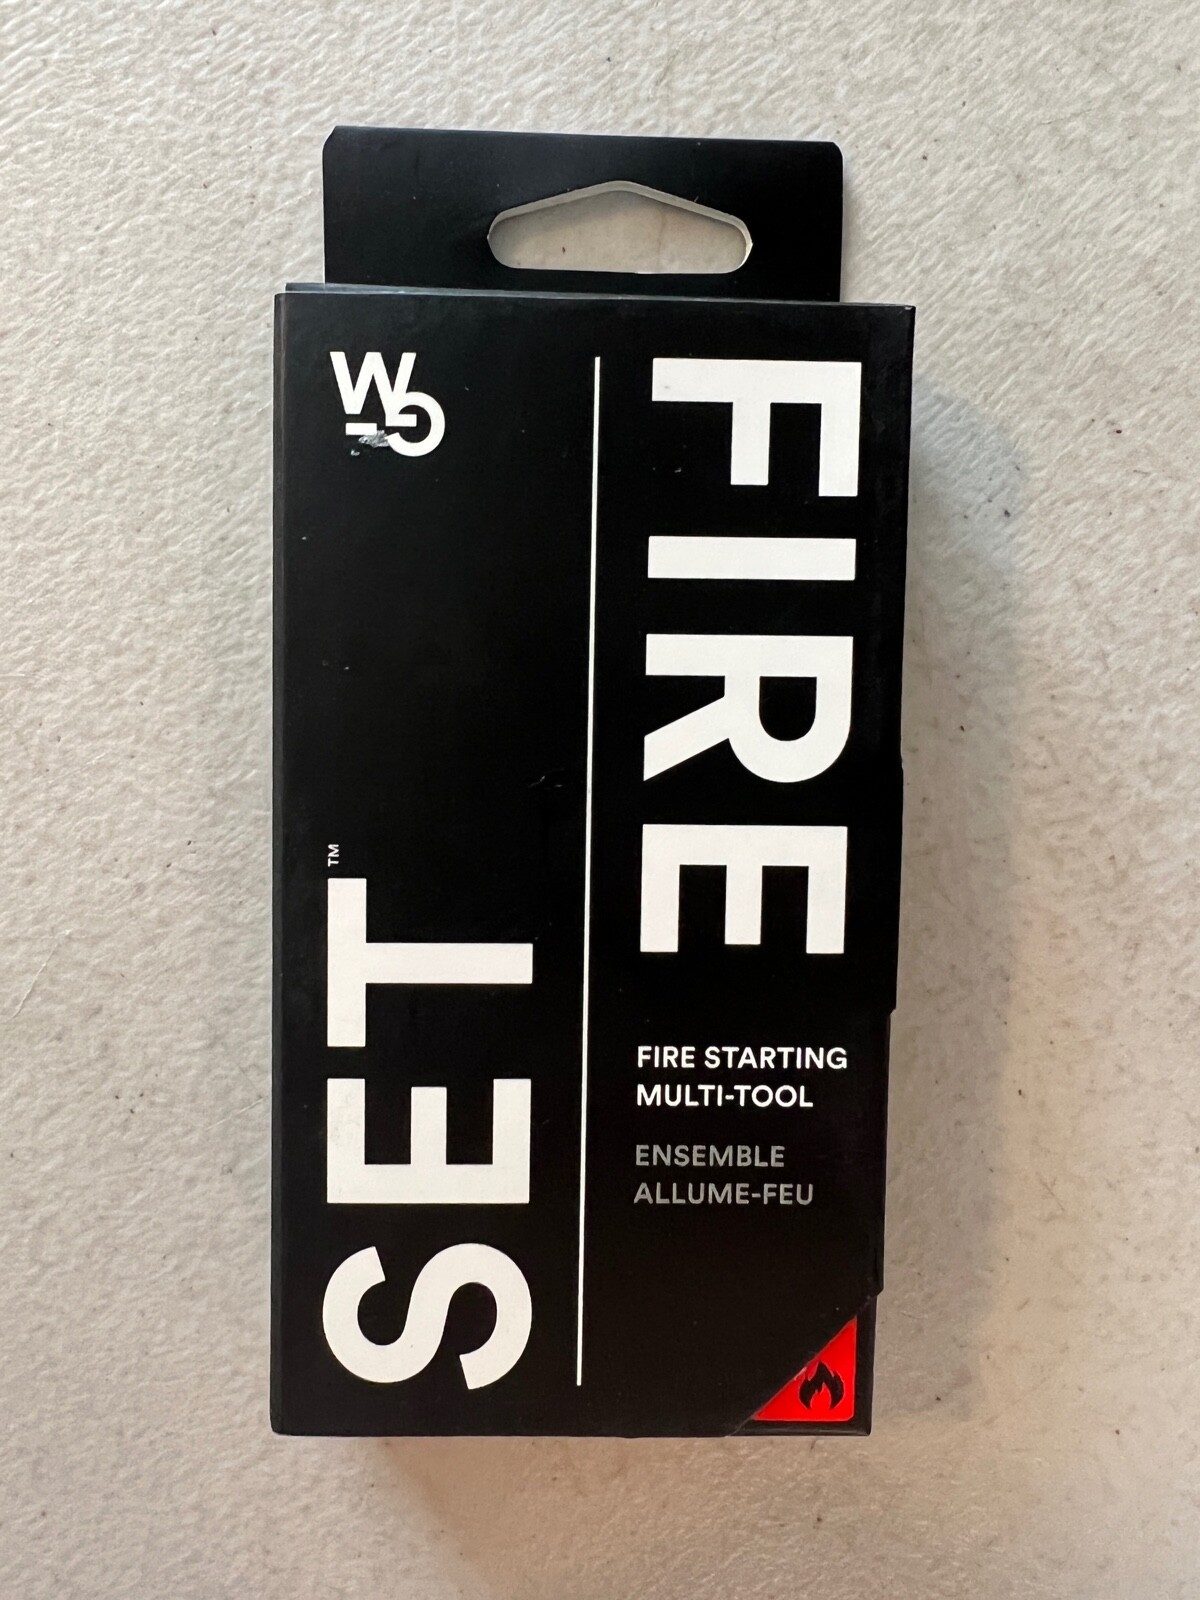 WG
FIRE
FIRE STARTING
MULTI-TOOL
ENSEMBLE
ALLUME-FEU
SET™